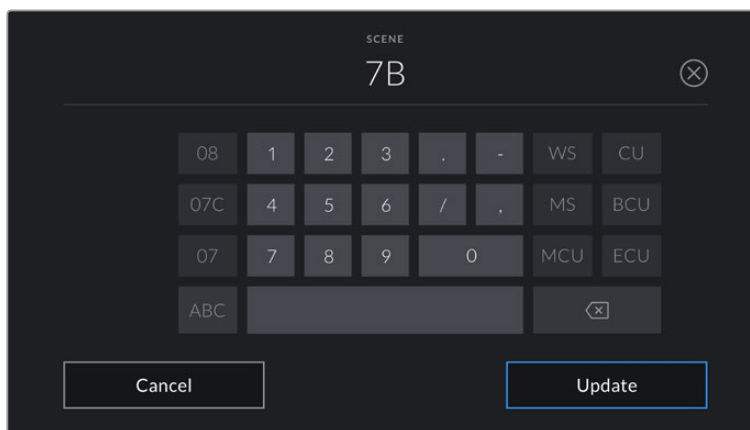 SCENE
7B
08 1 2 3 . - WS CU
07C 4 5 6 / , MS BCU
07 7 8 9 0 MCU ECU
ABC
Cancel Update